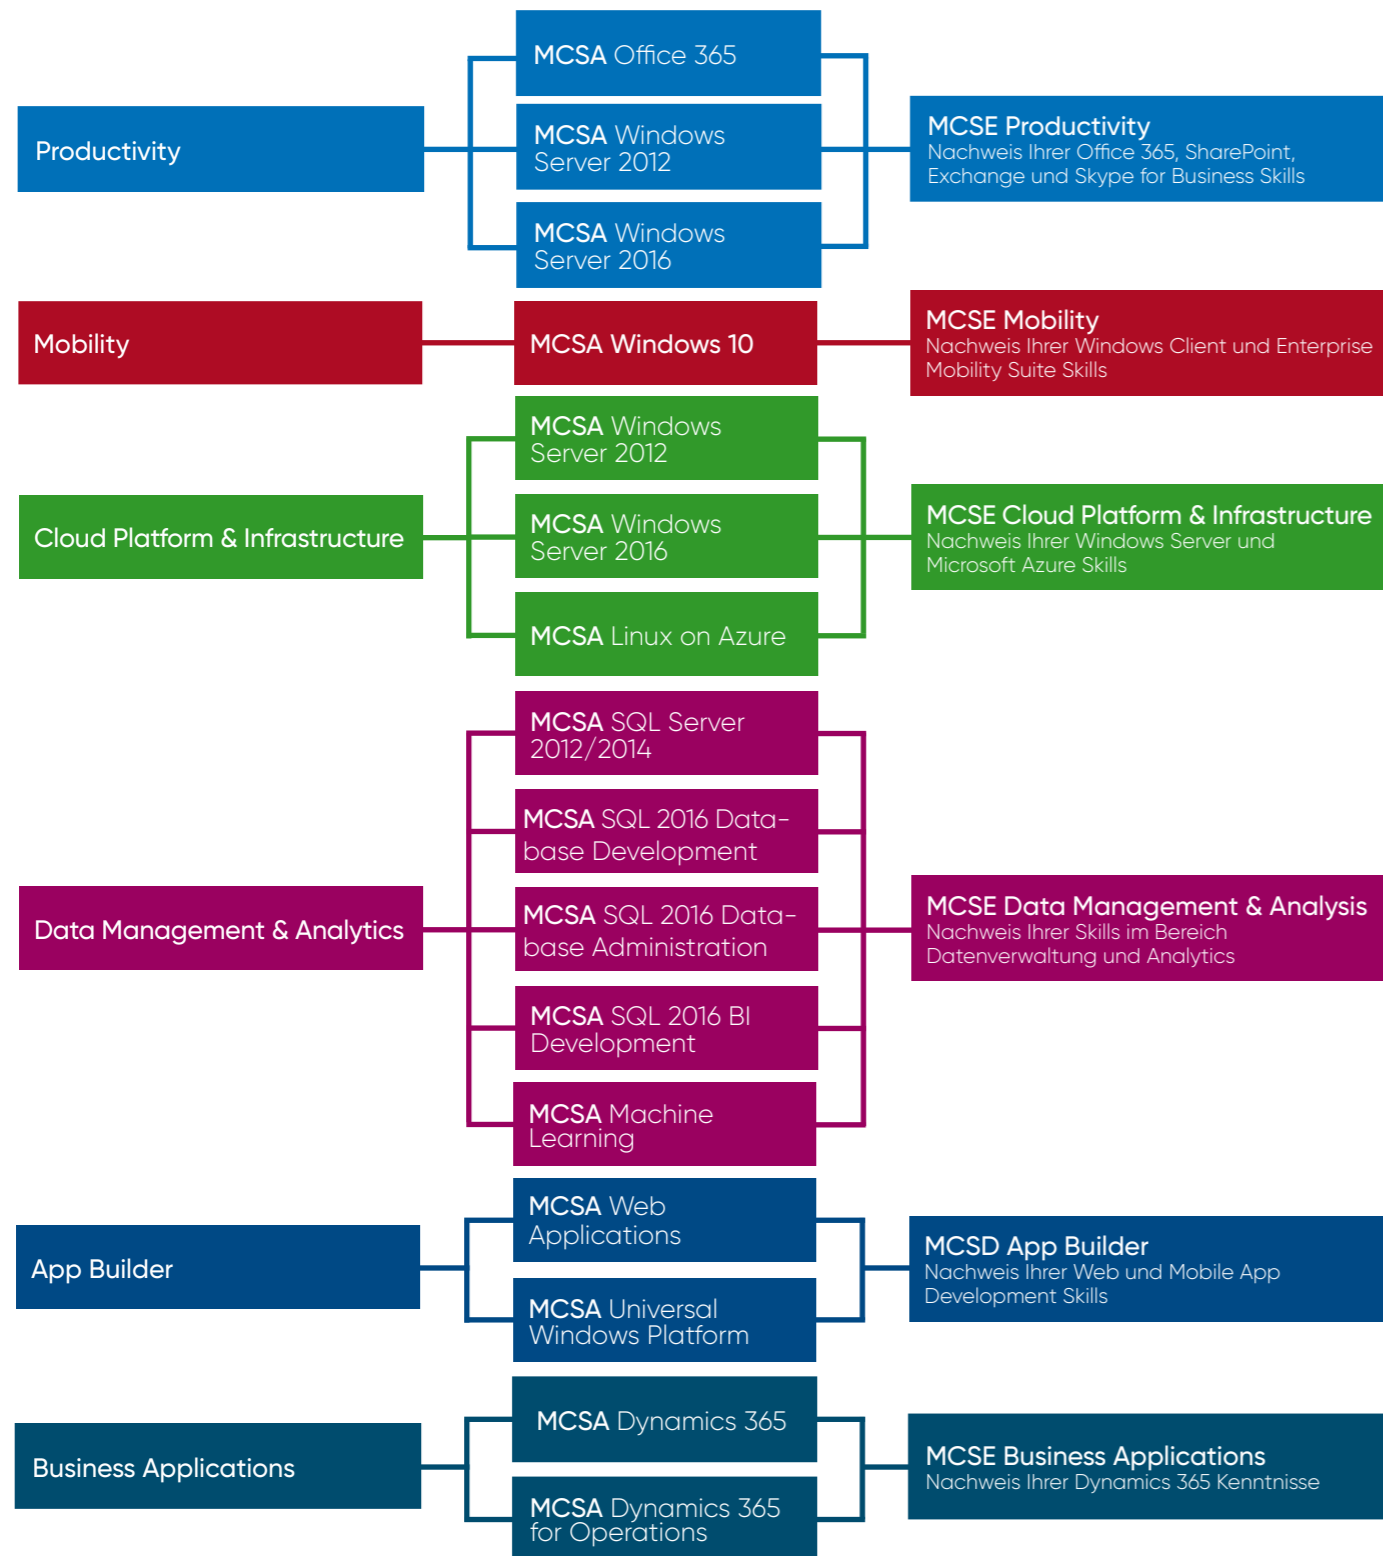 Productivity
MCSA Office 365
MCSA Windows
Server 2012
MCSA Windows
Server 2016
MCSE Productivity
Nachweis Ihrer Office 365, SharePoint,
Exchange und Skype for Business Skills
Mobility
MCSA Windows 10
MCSE Mobility
Nachweis Ihrer Windows Client und Enterprise
Mobility Suite Skills
Cloud Platform & Infrastructure
MCSA Windows
Server 2012
MCSA Windows
Server 2016
MCSA Linux on Azure
MCSE Cloud Platform & Infrastructure
Nachweis Ihrer Windows Server und
Microsoft Azure Skills
Data Management & Analytics
MCSA SQL Server
2012/2014
MCSA SQL 2016 Data-
base Development
MCSA SQL 2016 Data-
base Administration
MCSA SQL 2016 BI
Development
MCSA Machine
Learning
MCSE Data Management & Analysis
Nachweis Ihrer Skills im Bereich
Datenverwaltung und Analytics
App Builder
MCSA Web
Applications
MCSA Universal
Windows Platform
MCSD App Builder
Nachweis Ihrer Web und Mobile App
Development Skills
Business Applications
MCSA Dynamics 365
MCSA Dynamics 365
for Operations
MCSE Business Applications
Nachweis Ihrer Dynamics 365 Kenntnisse